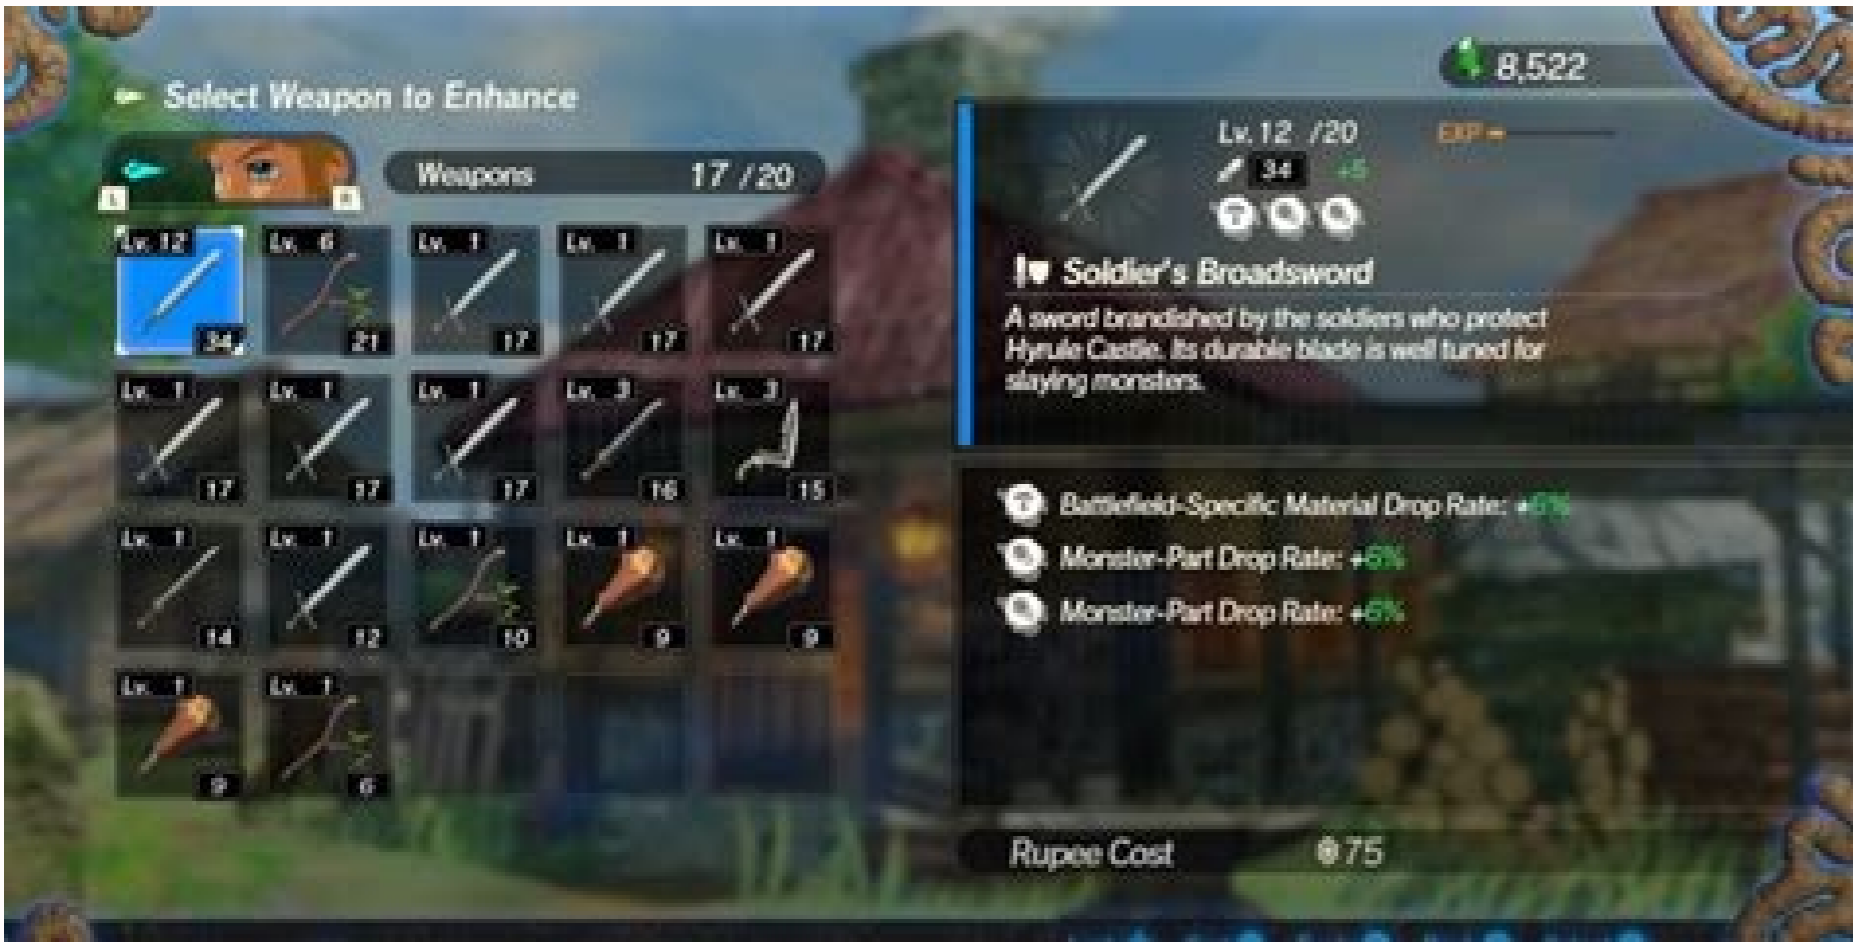 Select Weapon to Enhance
8,522
L
R
Weapons 17 /20
Lv. 12 /20
EXP
34 +5
Lv. 12 Lv. 6 Lv. 1 Lv. 1 Lv. 1
34 21 17 17 17
Soldier's Broadsword
A sword brandished by the soldiers who protect
Hyrule Castle. Its durable blade is well tuned for
slaying monsters.
Lv. 1 Lv. 1 Lv. 1 Lv. 3 Lv. 3
17 17 17 16 15
Battlefield-Specific Material Drop Rate: +6%
Monster-Part Drop Rate: +6%
Monster-Part Drop Rate: +6%
Lv. 1 Lv. 1 Lv. 1 Lv. 1 Lv. 1
14 12 10 9 9
Lv. 1 Lv. 1
9 6
Rupee Cost 75